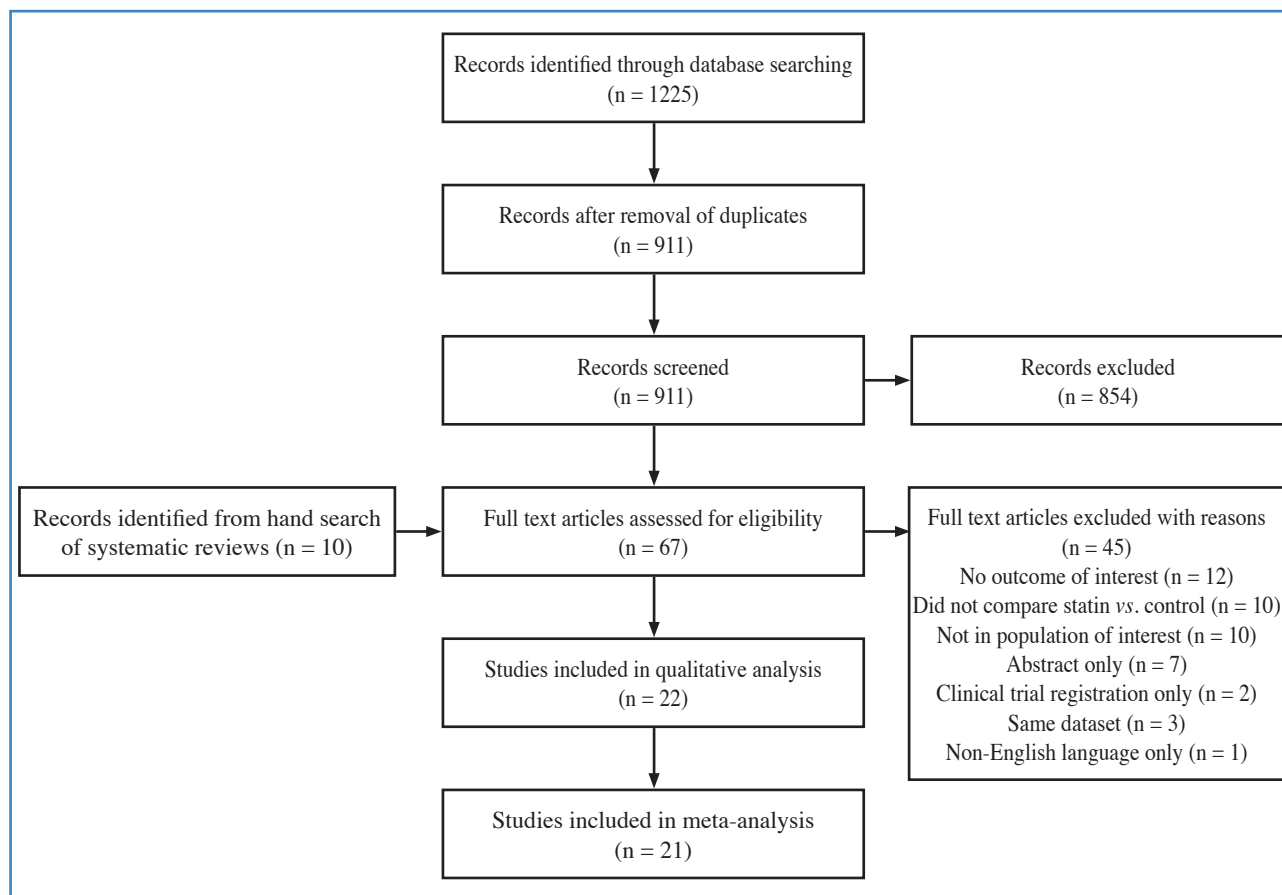 Records identified through database searching
(n = 1225)
Records after removal of duplicates
(n = 911)
Records screened
(n = 911)
Records excluded
(n = 854)
Records identified from hand search
of systematic reviews (n = 10)
Full text articles assessed for eligibility
(n = 67)
Full text articles excluded with reasons
(n = 45)
No outcome of interest (n = 12)
Did not compare statin vs. control (n = 10)
Not in population of interest (n = 10)
Abstract only (n = 7)
Clinical trial registration only (n = 2)
Same dataset (n = 3)
Non-English language only (n = 1)
Studies included in qualitative analysis
(n = 22)
Studies included in meta-analysis
(n = 21)